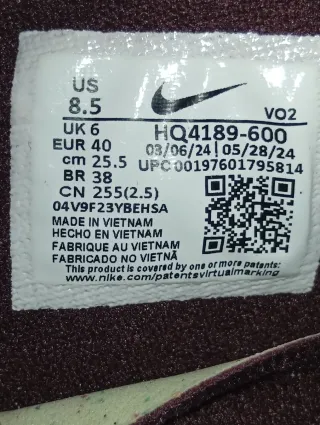 US
8.5
VO2
UK 6
HQ4189-600
EUR 40
03/06/24 | 05/28/24
cm 25.5
UPC 00197601795814
BR 38
CN 255(2.5)
04V9F23YBEHSA
MADE IN VIETNAM
HECHO EN VIETNAM
FABRIQUE AU VIETNAM
FABRICADO NO VIETNÃ
This product is covered by one or more patents:
www.nike.com/patentsvirtualmarking